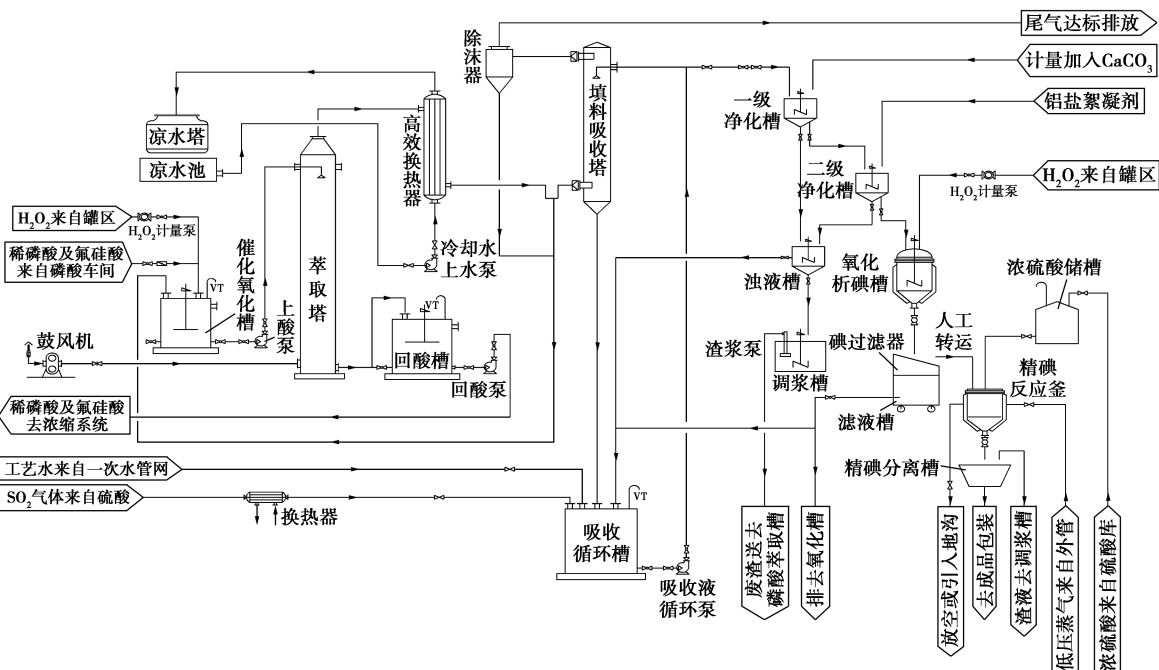 尾气达标排放
除沫器
计量加入CaCO₃
填料吸收塔
铝盐絮凝剂
一级
净化槽
高效换热器
凉水塔
凉水池
二级
净化槽
H₂O₂来自罐区
H₂O₂计量泵
H₂O₂来自罐区
H₂O₂计量泵
稀磷酸及氟硅酸
来自磷酸车间
催化氧化槽
萃取塔
冷却水
上水泵
浊液槽
氧化
析碘槽
浓硫酸储槽
VT
VT
上酸泵
鼓风机
回酸槽
回酸泵
渣浆泵
调浆槽
碘过滤器
人工
转运
滤液槽
精碘
反应釜
稀磷酸及氟硅酸
去浓缩系统
精碘分离槽
工艺水来自一次水管网
SO₂气体来自硫酸
换热器
VT
吸收
循环槽
吸收液
循环泵
废渣送去
磷酸萃取槽
排去氧化槽
放空或引入地沟
去成品包装
渣液去调浆槽
低压蒸气来自外管
浓硫酸来自硫酸库